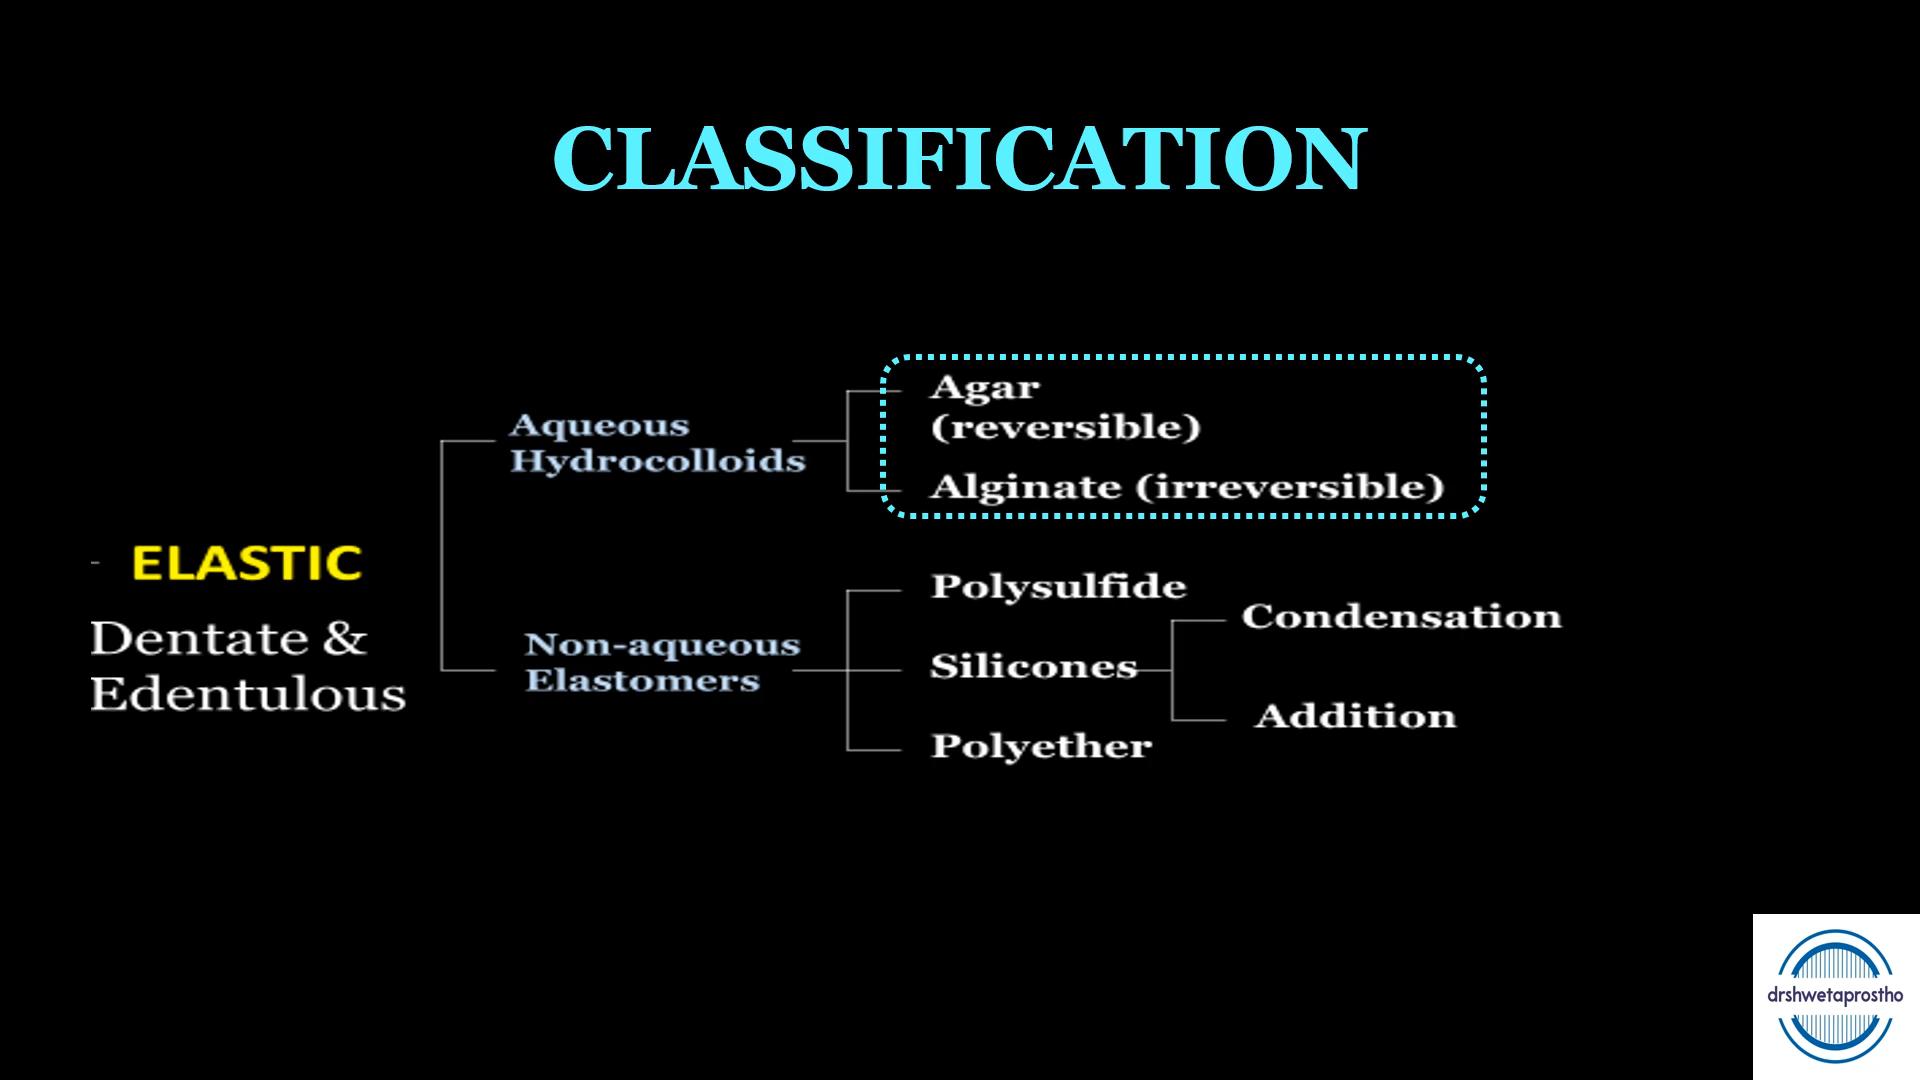 CLASSIFICATION
Agar
(reversible)
Aqueous
Hydrocolloids
Alginate (irreversible)
- ELASTIC
Dentate &
Edentulous
Polysulfide
Condensation
Non-aqueous
Elastomers
Silicones
Addition
Polyether
drshwetaprostho